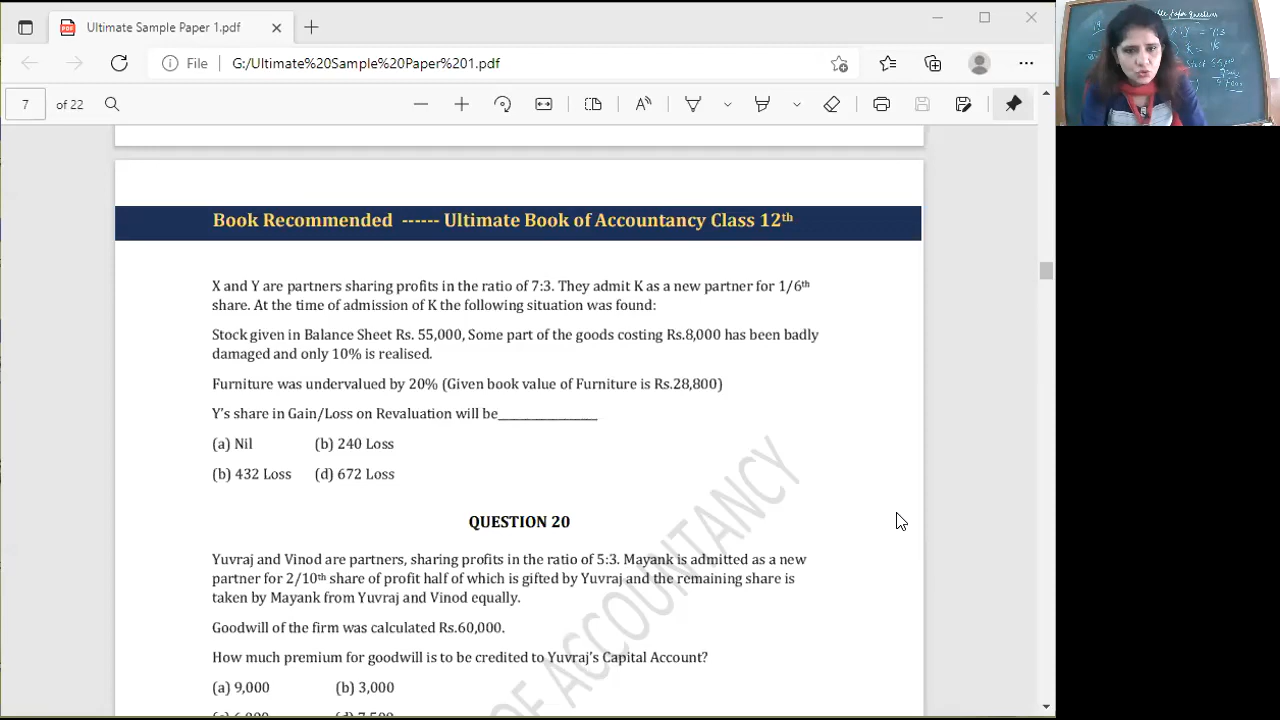 Ultimate Sample Paper 1.pdf
File G:/Ultimate%20Sample%20Paper%201.pdf
7 of 22
Book Recommended ------ Ultimate Book of Accountancy Class 12th
X and Y are partners sharing profits in the ratio of 7:3. They admit K as a new partner for 1/6th
share. At the time of admission of K the following situation was found:
Stock given in Balance Sheet Rs. 55,000, Some part of the goods costing Rs.8,000 has been badly
damaged and only 10% is realised.
Furniture was undervalued by 20% (Given book value of Furniture is Rs.28,800)
Y's share in Gain/Loss on Revaluation will be________________
(a) Nil (b) 240 Loss
(b) 432 Loss (d) 672 Loss
QUESTION 20
Yuvraj and Vinod are partners, sharing profits in the ratio of 5:3. Mayank is admitted as a new
partner for 2/10th share of profit half of which is gifted by Yuvraj and the remaining share is
taken by Mayank from Yuvraj and Vinod equally.
Goodwill of the firm was calculated Rs.60,000.
How much premium for goodwill is to be credited to Yuvraj's Capital Account?
(a) 9,000 (b) 3,000
(c) 6,000 (d) 7,500
OF ACCOUNTANCY